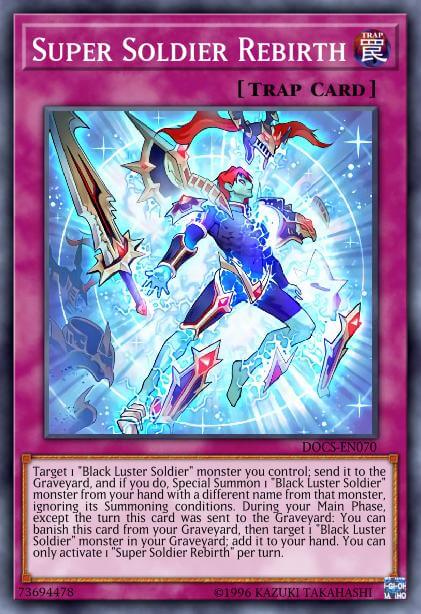 SUPER SOLDIER REBIRTH
TRAP
罠
[TRAP CARD]
DOCS-EN070
Target 1 "Black Luster Soldier" monster you control; send it to the
Graveyard, and if you do, Special Summon 1 "Black Luster Soldier"
monster from your hand with a different name from that monster,
ignoring its Summoning conditions. During your Main Phase,
except the turn this card was sent to the Graveyard: You can
banish this card from your Graveyard, then target 1 "Black Luster
Soldier" monster in your Graveyard; add it to your hand. You can
only activate 1 "Super Soldier Rebirth" per turn.
73694478
©1996 KAZUKI TAKAHASHI